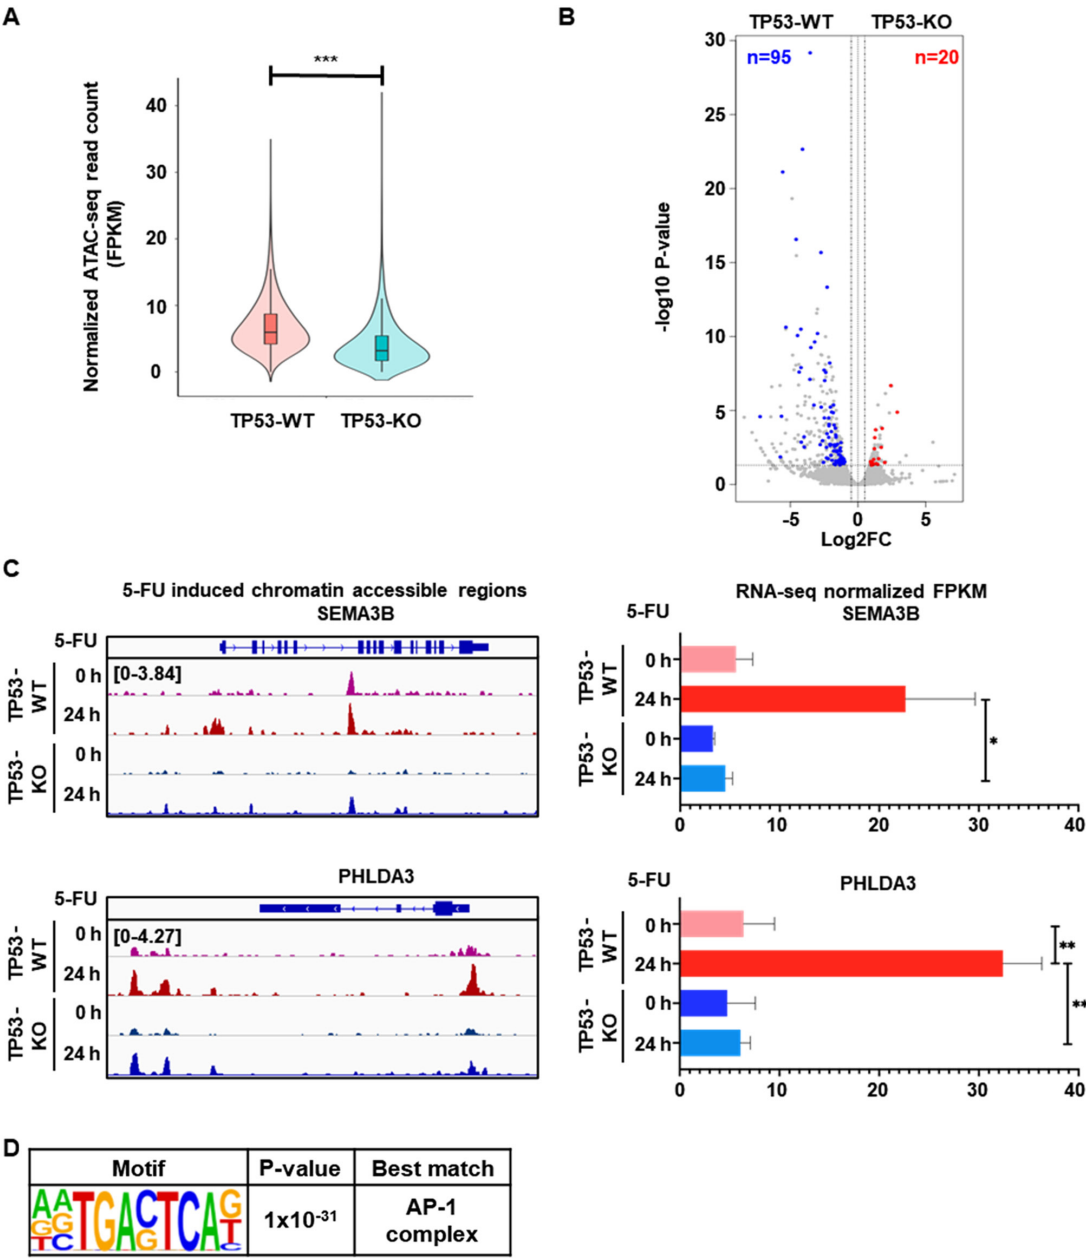 A
***
Normalized ATAC-seq read count
(FPKM)
40
30
20
10
0
TP53-WT
TP53-KO
B
TP53-WT
TP53-KO
n=95
n=20
-log10 P-value
30
25
20
15
10
5
0
-5
0
5
Log2FC
C
5-FU induced chromatin accessible regions
SEMA3B
5-FU
TP53-
WT
0 h
[0-3.84]
24 h
TP53-
KO
0 h
24 h
RNA-seq normalized FPKM
SEMA3B
5-FU
TP53-
WT
0 h
24 h
TP53-
KO
0 h
24 h
*
0
10
20
30
40
PHLDA3
5-FU
TP53-
WT
0 h
[0-4.27]
24 h
TP53-
KO
0 h
24 h
PHLDA3
5-FU
TP53-
WT
0 h
24 h
TP53-
KO
0 h
24 h
**
**
0
10
20
30
40
D
Motif
P-value
Best match
AATGACTCAG
GG G T
TC C
1x10-31
AP-1
complex